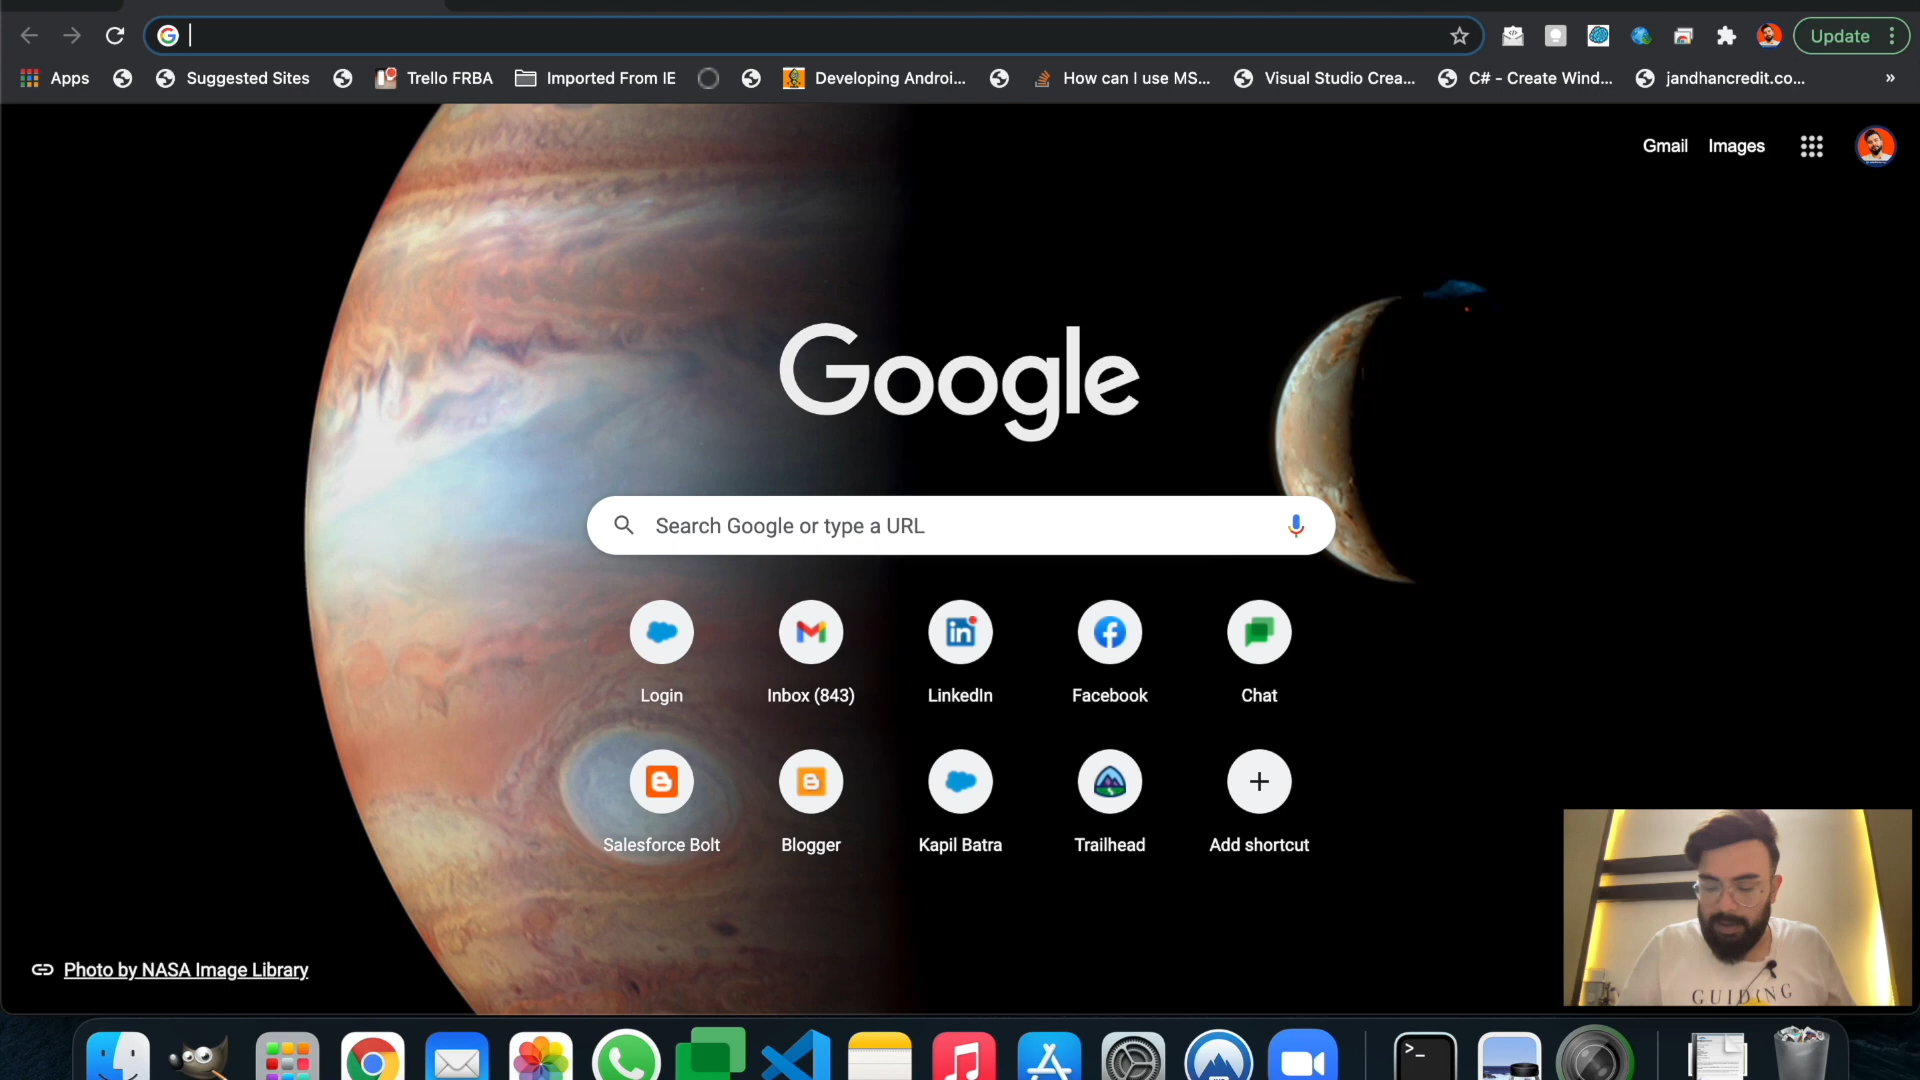 Update
Apps
Suggested Sites
Trello FRBA
Imported From IE
Developing Androi...
How can I use MS...
Visual Studio Crea...
C# - Create Wind...
jandhancredit.co...
»
Gmail
Images
Google
Search Google or type a URL
Login
Inbox (843)
LinkedIn
Facebook
Chat
Salesforce Bolt
Blogger
Kapil Batra
Trailhead
Add shortcut
Photo by NASA Image Library
GUIDING